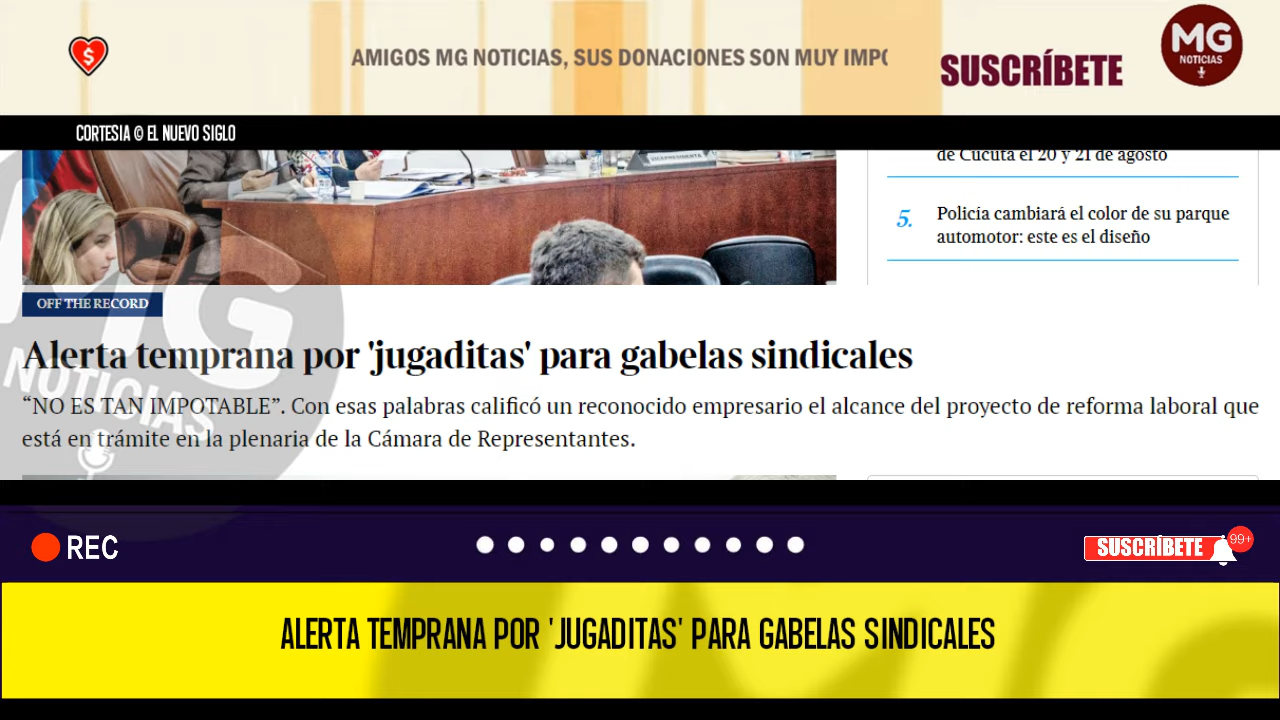 AMIGOS MG NOTICIAS, SUS DONACIONES SON MUY
SUSCRÍBETE
MG
NOTICIAS
CORTESIA © EL NUEVO SIGLO
VICEPRESIDENTA
de Cúcuta el 20 y 21 de agosto
5. Policía cambiará el color de su parque
automotor: este es el diseño
OFF THE RECORD
Alerta temprana por 'jugaditas' para gabelas sindicales
“NO ES TAN IMPOTABLE”. Con esas palabras calificó un reconocido empresario el alcance del proyecto de reforma laboral que
está en trámite en la plenaria de la Cámara de Representantes.
MG
NOTICIAS
REC
SUSCRÍBETE
99+
ALERTA TEMPRANA POR 'JUGADITAS' PARA GABELAS SINDICALES